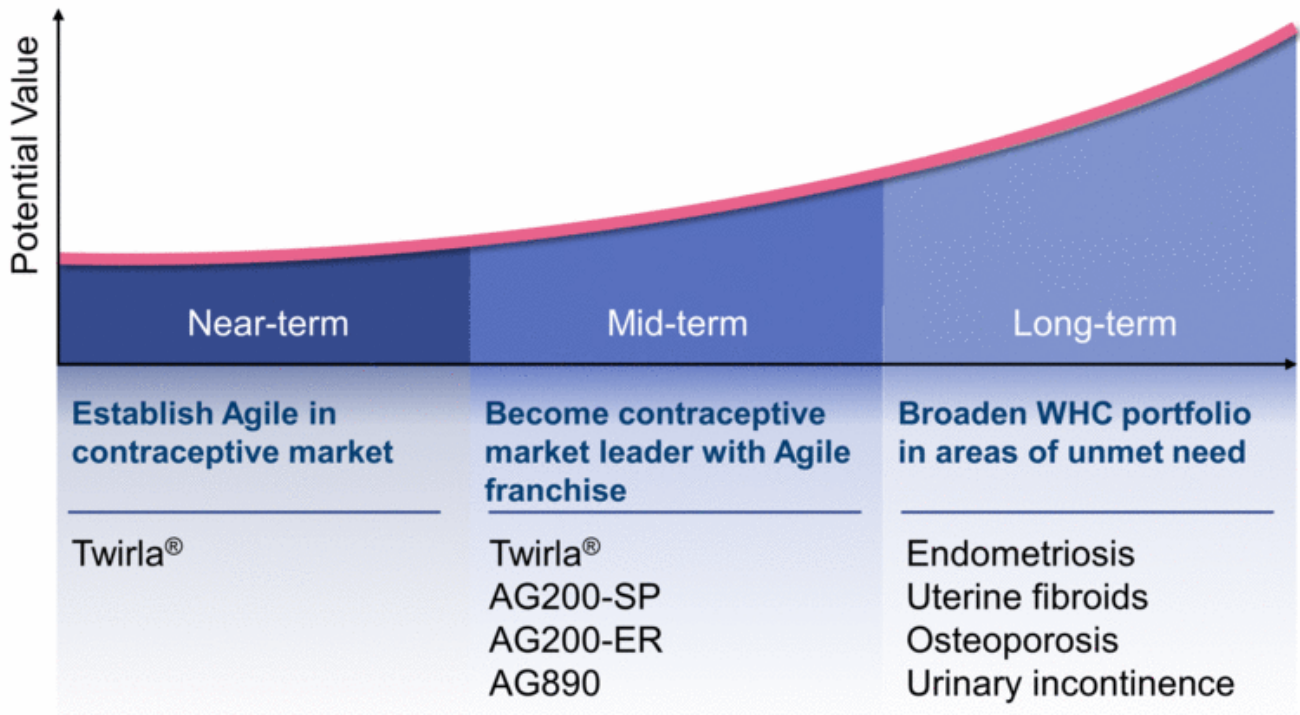 Potential Value
Near-term
Mid-term
Long-term
Establish Agile in
contraceptive market
Twirla®
Become contraceptive
market leader with Agile
franchise
Twirla®
AG200-SP
AG200-ER
AG890
Broaden WHC portfolio
in areas of unmet need
Endometriosis
Uterine fibroids
Osteoporosis
Urinary incontinence